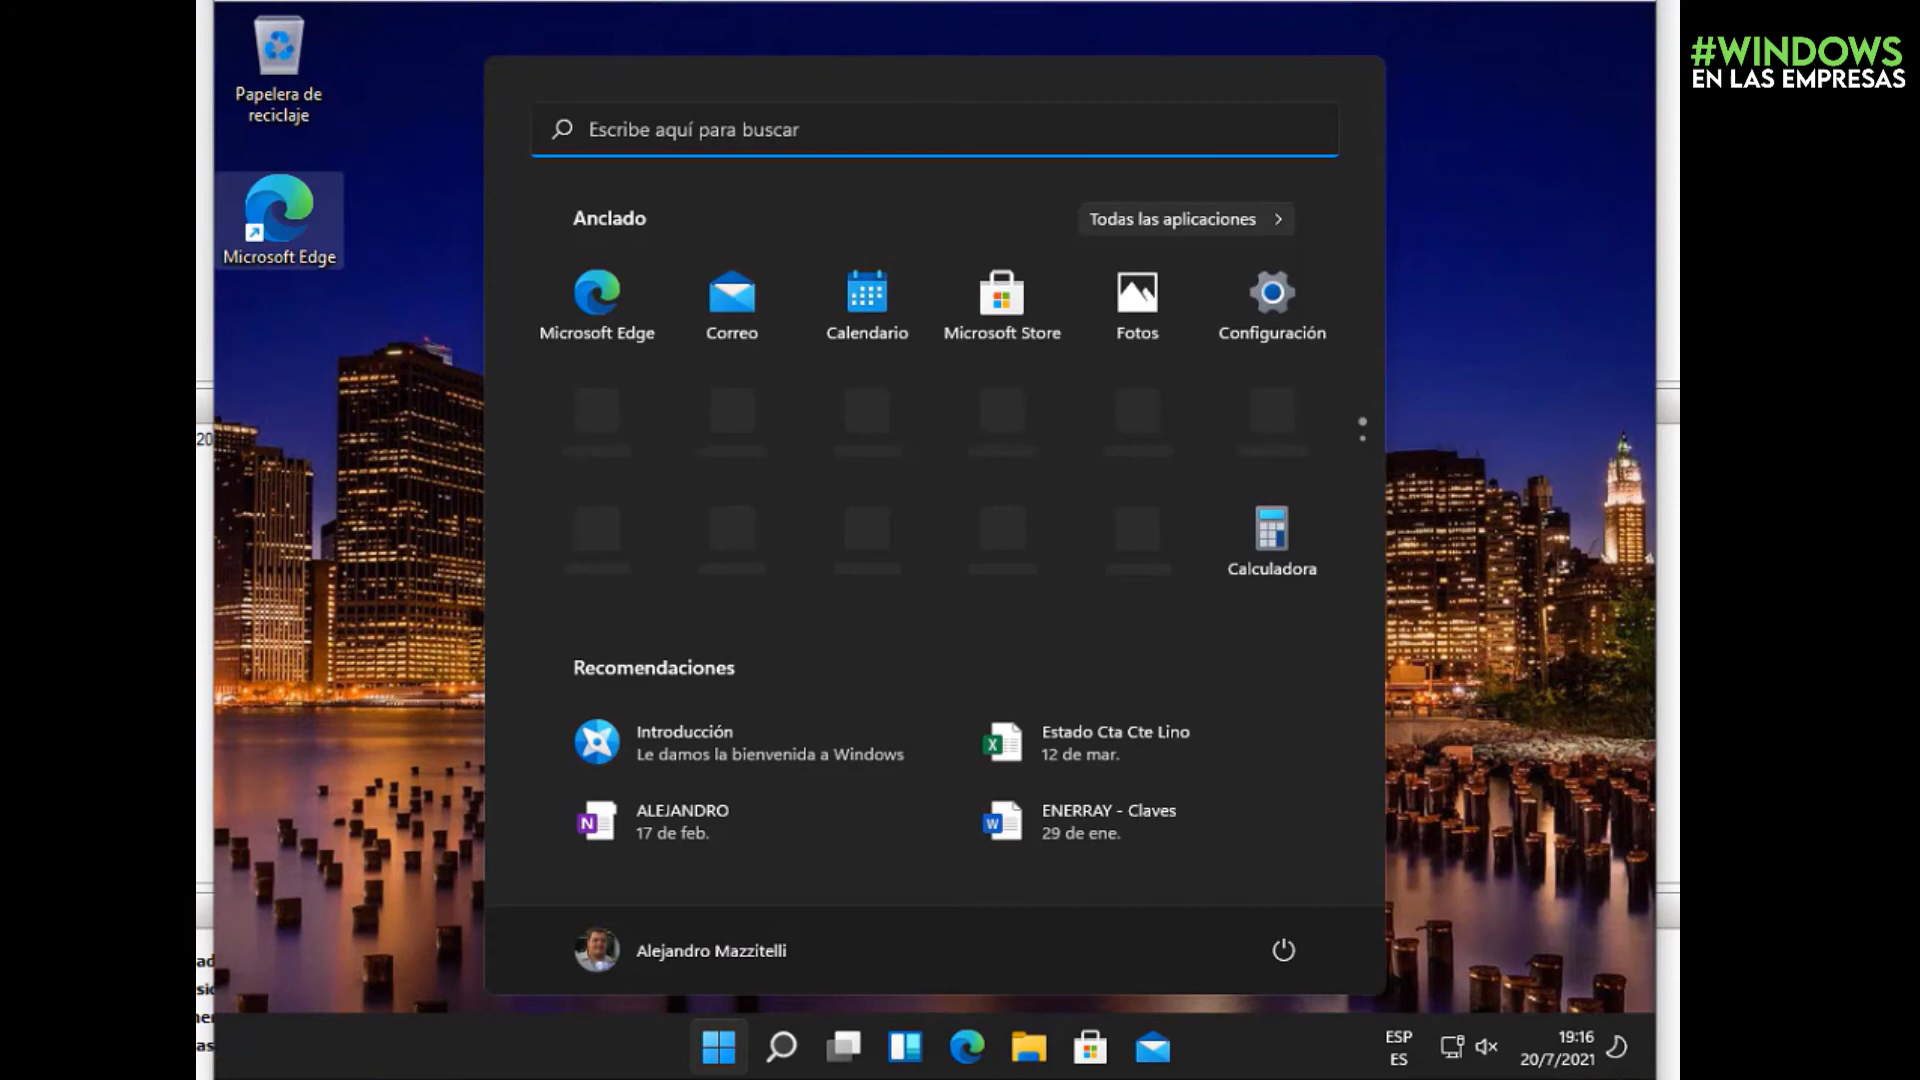 #WINDOWS
EN LAS EMPRESAS
Papelera de
reciclaje
Microsoft Edge
Escribe aquí para buscar
Anclado
Todas las aplicaciones
Microsoft Edge
Correo
Calendario
Microsoft Store
Fotos
Configuración
Calculadora
Recomendaciones
Introducción
Le damos la bienvenida a Windows
Estado Cta Cte Lino
12 de mar.
ALEJANDRO
17 de feb.
ENERRAY - Claves
29 de ene.
Alejandro Mazzitelli
20
ESP
ES
19:16
20/7/2021